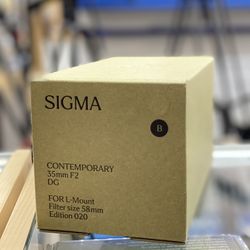 SIGMA
B
CONTEMPORARY
35mm F2
DG
FOR L-Mount
Filter size 58mm
Edition 020